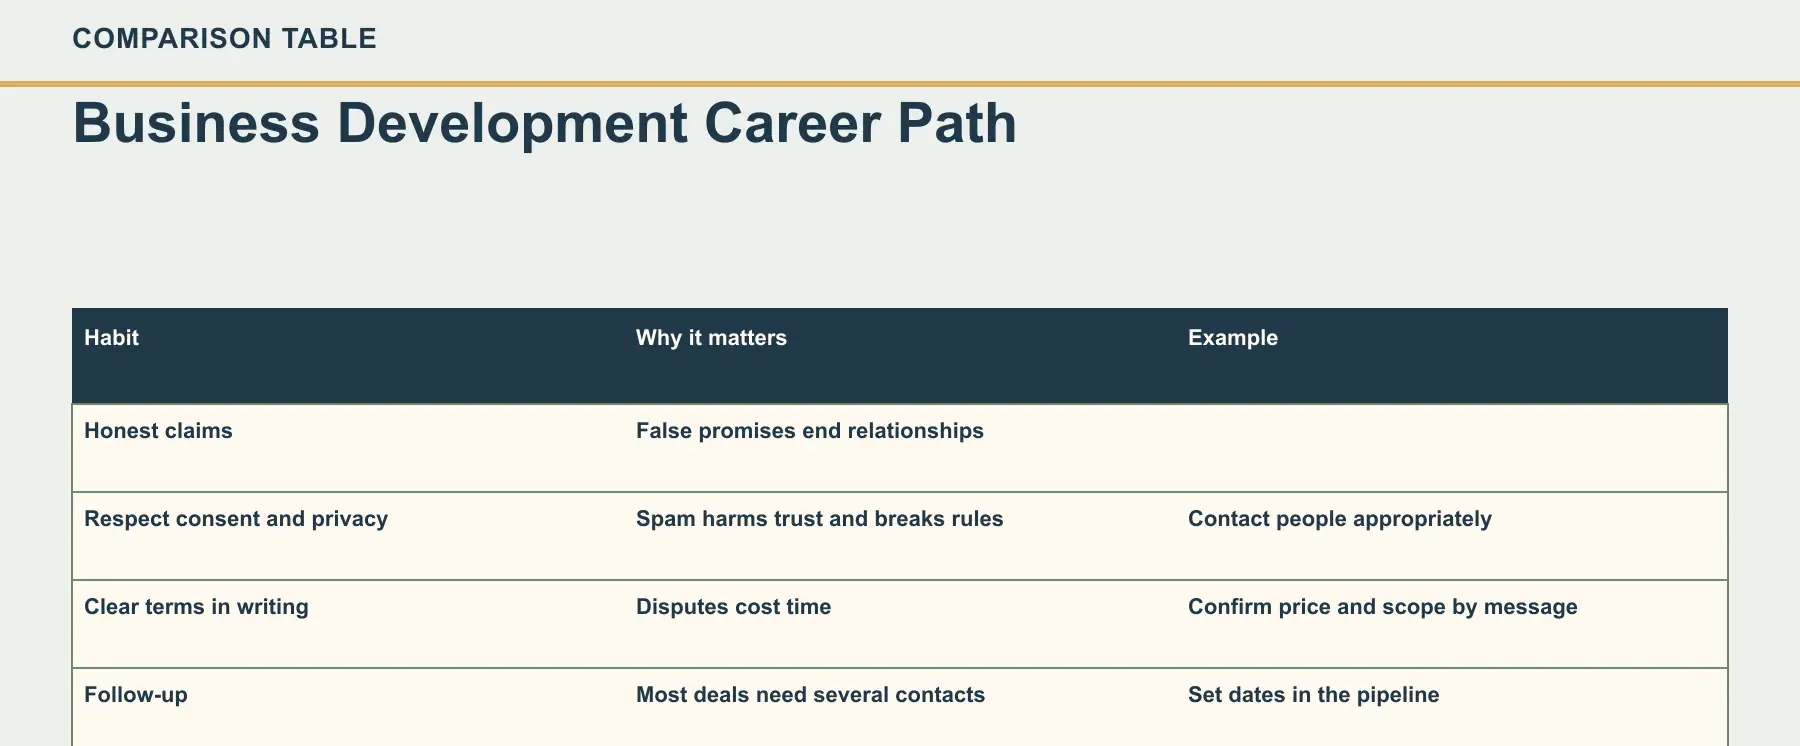 COMPARISON TABLE
Business Development Career Path
Habit Why it matters Example
Honest claims False promises end relationships
Respect consent and privacy Spam harms trust and breaks rules Contact people appropriately
Clear terms in writing Disputes cost time Confirm price and scope by message
Follow-up Most deals need several contacts Set dates in the pipeline